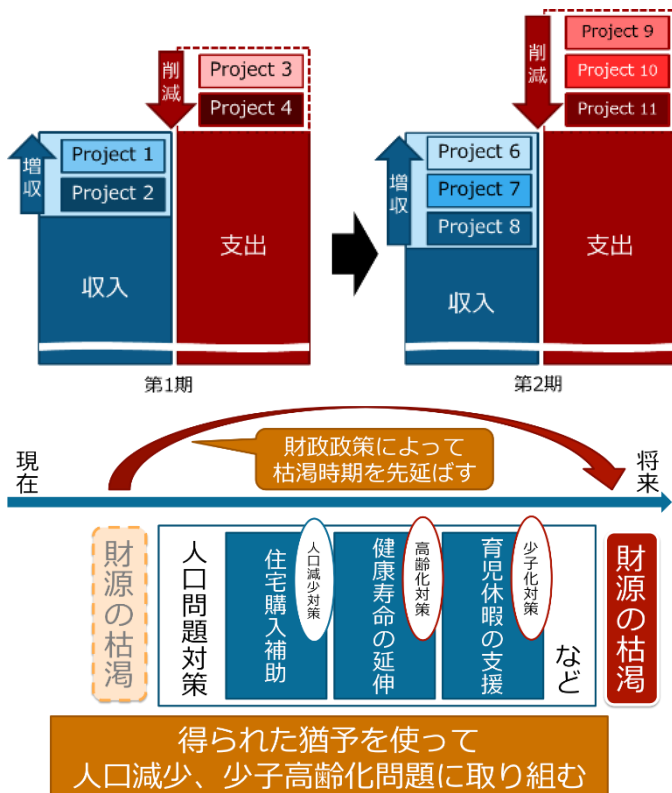 削減
Project 3
Project 4
増収
Project 1
Project 2
収入
支出
第1期
削減
Project 9
Project 10
Project 11
増収
Project 6
Project 7
Project 8
収入
支出
第2期
現在
財政政策によって
枯渇時期を先延ばす
将来
財源の枯渇
人口問題対策
住宅購入補助
人口減少対策
健康寿命の延伸
高齢化対策
育児休暇の支援
少子化対策
など
財源の枯渇
得られた猶予を使って
人口減少、少子高齢化問題に取り組む